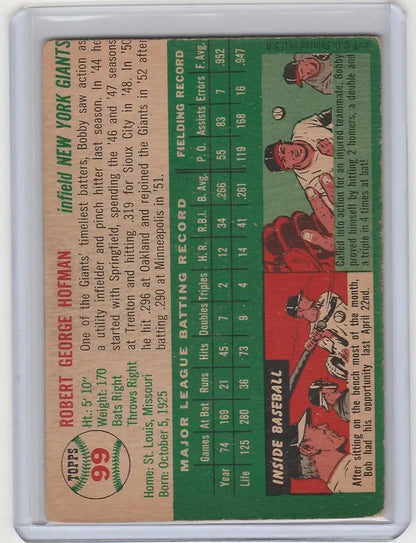 TOPPS
99
ROBERT GEORGE HOFMAN
infield NEW YORK GIANTS
Ht.: 5' 10"
Weight: 170
Bats Right
Throws Right
Home: St. Louis, Missouri
Born: October 5, 1925
One of the Giants' timeliest batters, Bobby saw action as
a utility infielder and pinch hitter last season. In '44 he
started with Springfield, spending the '46 and '47 seasons
at Trenton and hitting .319 for Sioux City in '48. In '50
he hit .296 at Oakland and rejoined the Giants in '52 after
batting .290 at Minneapolis in '51.
MAJOR LEAGUE BATTING RECORD FIELDING RECORD
Games At Bat Runs Hits Doubles Triples H. R. R.B.I. B. Avg. P. O. Assists Errors F. Avg.
Year 74 169 21 45 7 2 12 34 .266 55 83 7 .952
Life 125 280 36 73 9 4 14 41 .261 119 168 16 .947
INSIDE BASEBALL
After sitting on the bench most of the month,
Bob had his opportunity last April 22nd.
Called into action for an injured teammate, Bobby
proved himself by hitting 2 homers, a double and
a triple in 4 times at bat!
© T. C. G. Printed in U. S. A.